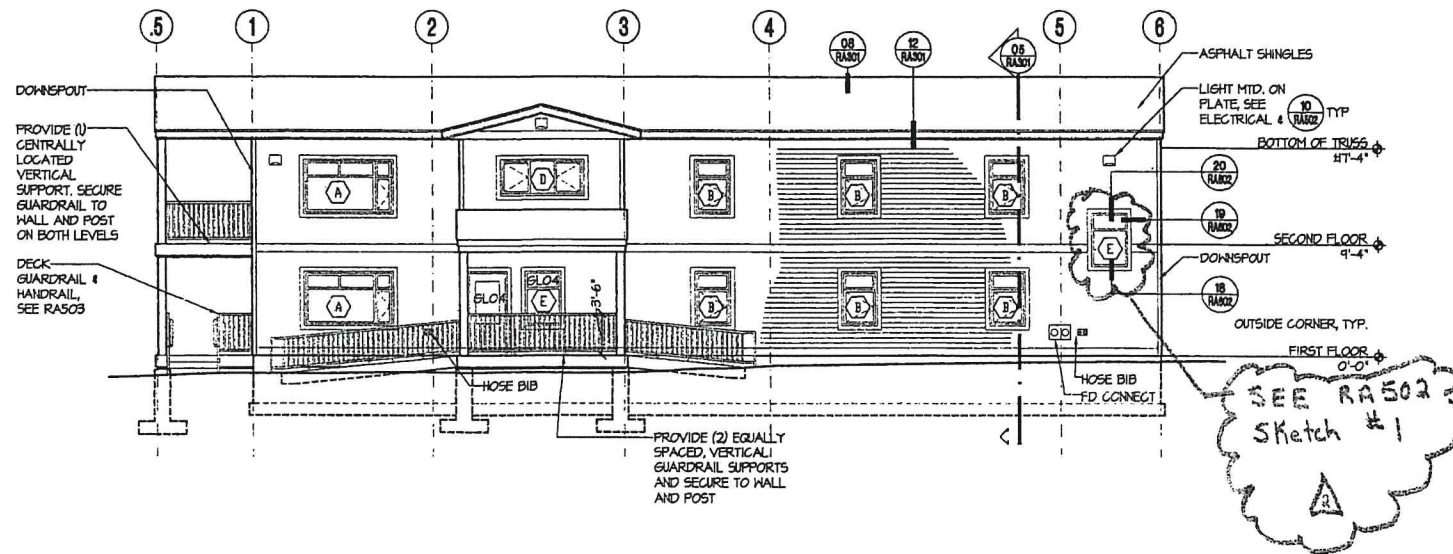 .5
1
2
3
4
5
6
08
RA301
12
RA301
05
RA301
ASPHALT SHINGLES
LIGHT MTD. ON
PLATE, SEE
ELECTRICAL &
10
RA502
TYP
BOTTOM OF TRUSS
20
RA502
19
RA502
SECOND FLOOR
9'-4"
DOWNSPOUT
18
RA502
OUTSIDE CORNER, TYP.
FIRST FLOOR
0'-0"
DOWNSPOUT
PROVIDE (1)
CENTRALLY
LOCATED
VERTICAL
SUPPORT. SECURE
GUARDRAIL TO
WALL AND POST
ON BOTH LEVELS
DECK
GUARDRAIL &
HANDRAIL,
SEE RA503
A
D
B
B
B
E
A
GL04
GL04
E
3'-6"
B
B
B
HOSE BIB
HOSE BIB
FD CONNECT
PROVIDE (2) EQUALLY
SPACED, VERTICAL
GUARDRAIL SUPPORTS
AND SECURE TO WALL
AND POST
SEE RA502
Sketch #1
2